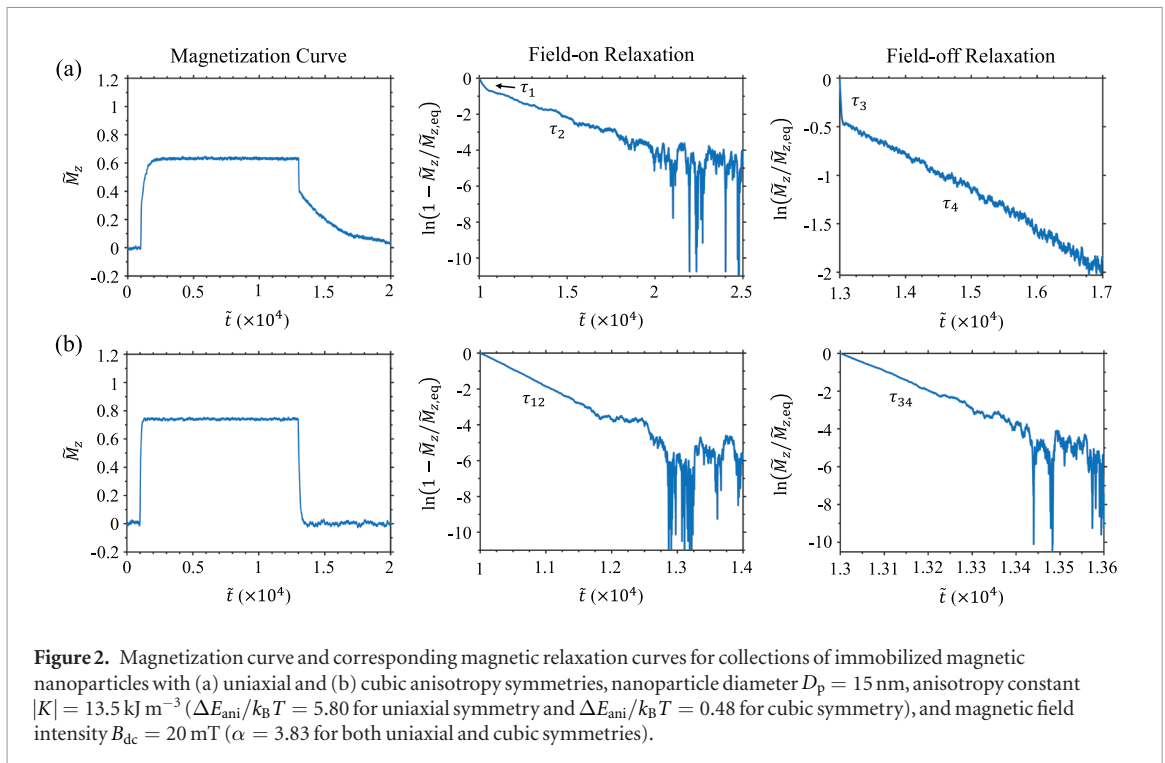 Magnetization Curve
Field-on Relaxation
Field-off Relaxation
(a)
M̃z
1.2
1
0.8
0.6
0.4
0.2
0
-0.2
0 0.5 1 1.5 2
t̃ (×10⁴)
ln(1 − M̃z/M̃z,eq)
0
-2
-4
-6
-8
-10
τ1
τ2
1 1.5 2 2.5
t̃ (×10⁴)
ln(M̃z/M̃z,eq)
0
-0.5
-1
-1.5
-2
τ3
τ4
1.3 1.4 1.5 1.6 1.7
t̃ (×10⁴)
(b)
M̃z
1.2
1
0.8
0.6
0.4
0.2
0
-0.2
0 0.5 1 1.5 2
t̃ (×10⁴)
ln(1 − M̃z/M̃z,eq)
0
-2
-4
-6
-8
-10
τ12
1 1.1 1.2 1.3 1.4
t̃ (×10⁴)
ln(M̃z/M̃z,eq)
0
-2
-4
-6
-8
-10
τ34
1.3 1.31 1.32 1.33 1.34 1.35 1.36
t̃ (×10⁴)
Figure 2. Magnetization curve and corresponding magnetic relaxation curves for collections of immobilized magnetic
nanoparticles with (a) uniaxial and (b) cubic anisotropy symmetries, nanoparticle diameter Dp = 15 nm, anisotropy constant
|K| = 13.5 kJ m⁻³ (ΔEani/kBT = 5.80 for uniaxial symmetry and ΔEani/kBT = 0.48 for cubic symmetry), and magnetic field
intensity Bdc = 20 mT (α = 3.83 for both uniaxial and cubic symmetries).